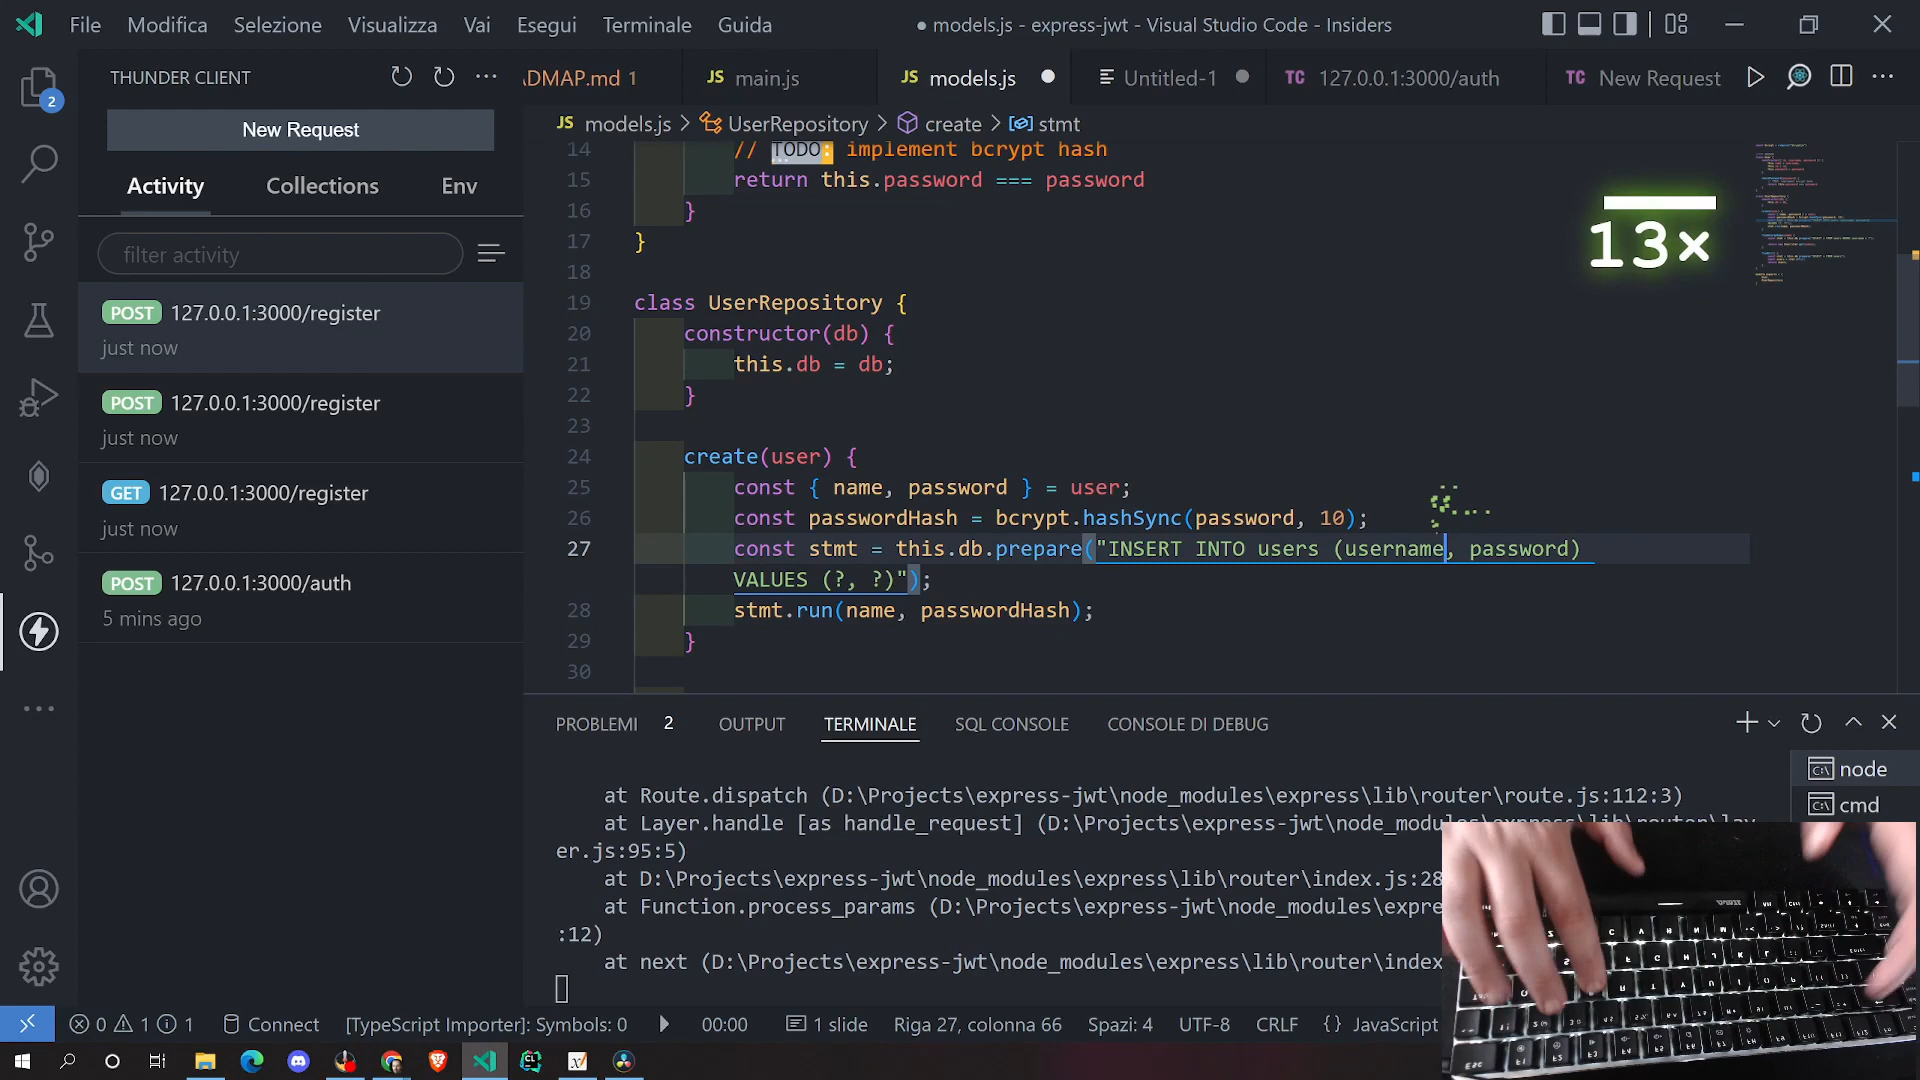 File Modifica Selezione Visualizza Vai Esegui Terminale Guida
● models.js - express-jwt - Visual Studio Code - Insiders
THUNDER CLIENT
New Request
Activity Collections Env
filter activity
POST 127.0.0.1:3000/register
just now
POST 127.0.0.1:3000/register
just now
GET 127.0.0.1:3000/register
just now
POST 127.0.0.1:3000/auth
5 mins ago
2
DMAP.md 1
JS main.js
JS models.js
Untitled-1
TC 127.0.0.1:3000/auth
TC New Request
JS models.js > UserRepository > create > stmt
14 // TODO: implement bcrypt hash
15 return this.password === password
16 }
17 }
18
19 class UserRepository {
20 constructor(db) {
21 this.db = db;
22 }
23
24 create(user) {
25 const { name, password } = user;
26 const passwordHash = bcrypt.hashSync(password, 10);
27 const stmt = this.db.prepare("INSERT INTO users (username, password)
VALUES (?, ?)");
28 stmt.run(name, passwordHash);
29 }
30
13×
PROBLEMI 2 OUTPUT TERMINALE SQL CONSOLE CONSOLE DI DEBUG
node
cmd
at Route.dispatch (D:\Projects\express-jwt\node_modules\express\lib\router\route.js:112:3)
at Layer.handle [as handle_request] (D:\Projects\express-jwt\node_modules\express\lib\router\lay
er.js:95:5)
at D:\Projects\express-jwt\node_modules\express\lib\router\index.js:28
at Function.process_params (D:\Projects\express-jwt\node_modules\expre
:12)
at next (D:\Projects\express-jwt\node_modules\express\lib\router\index
0 1 1 Connect [TypeScript Importer]: Symbols: 0 00:00 1 slide Riga 27, colonna 66 Spazi: 4 UTF-8 CRLF {} JavaScript